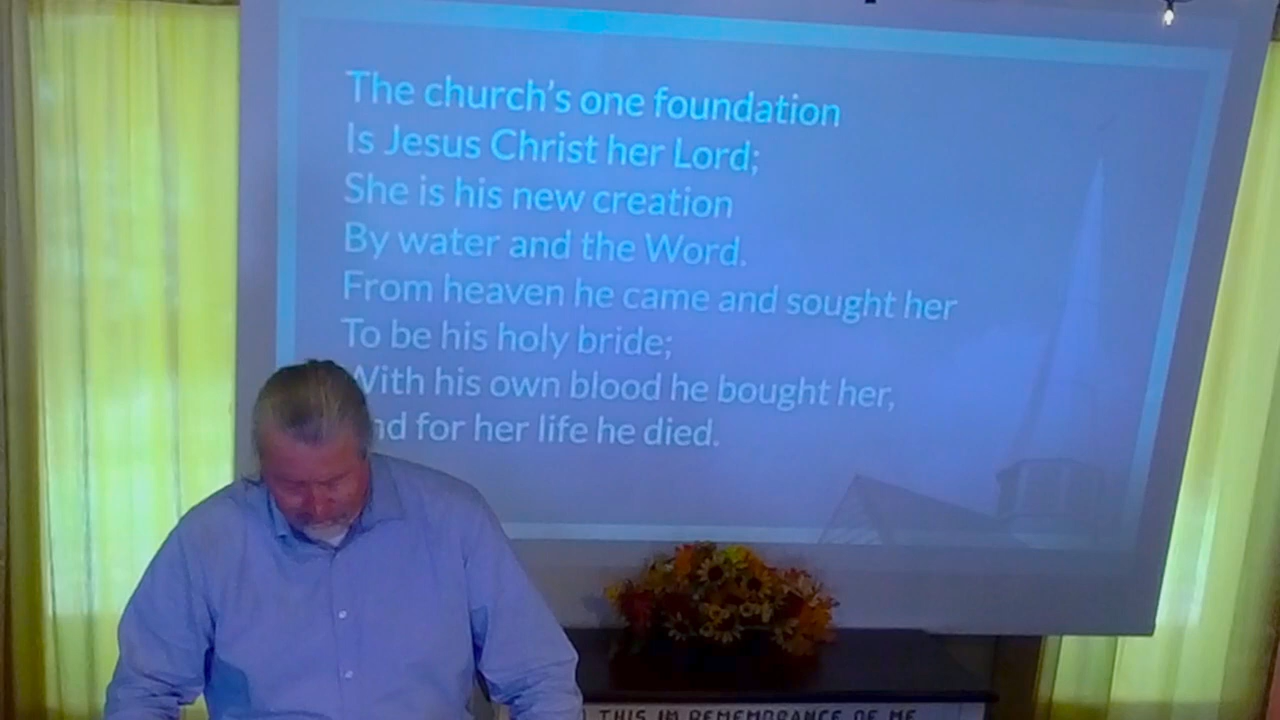 The church's one foundation
Is Jesus Christ her Lord;
She is his new creation
By water and the Word.
From heaven he came and sought her
To be his holy bride;
With his own blood he bought her,
nd for her life he died.
THIS IN REMEMBRANCE OF ME